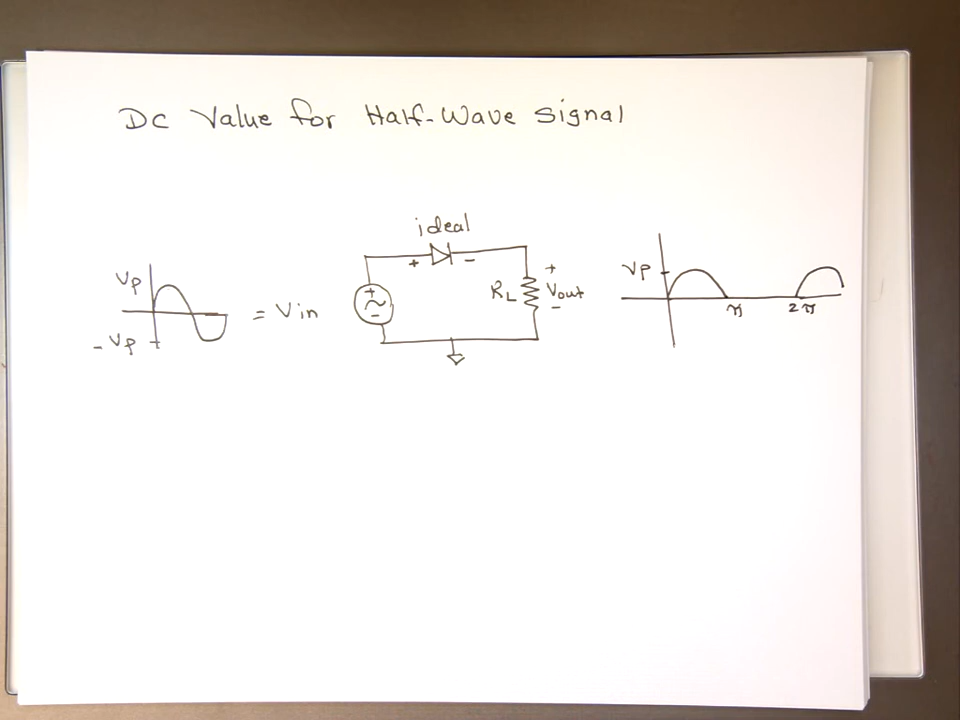 DC Value for Half-Wave Signal
ideal
+ -
Vp
-Vp
= Vin
+
-
RL
+
Vout
-
Vp
π
2π